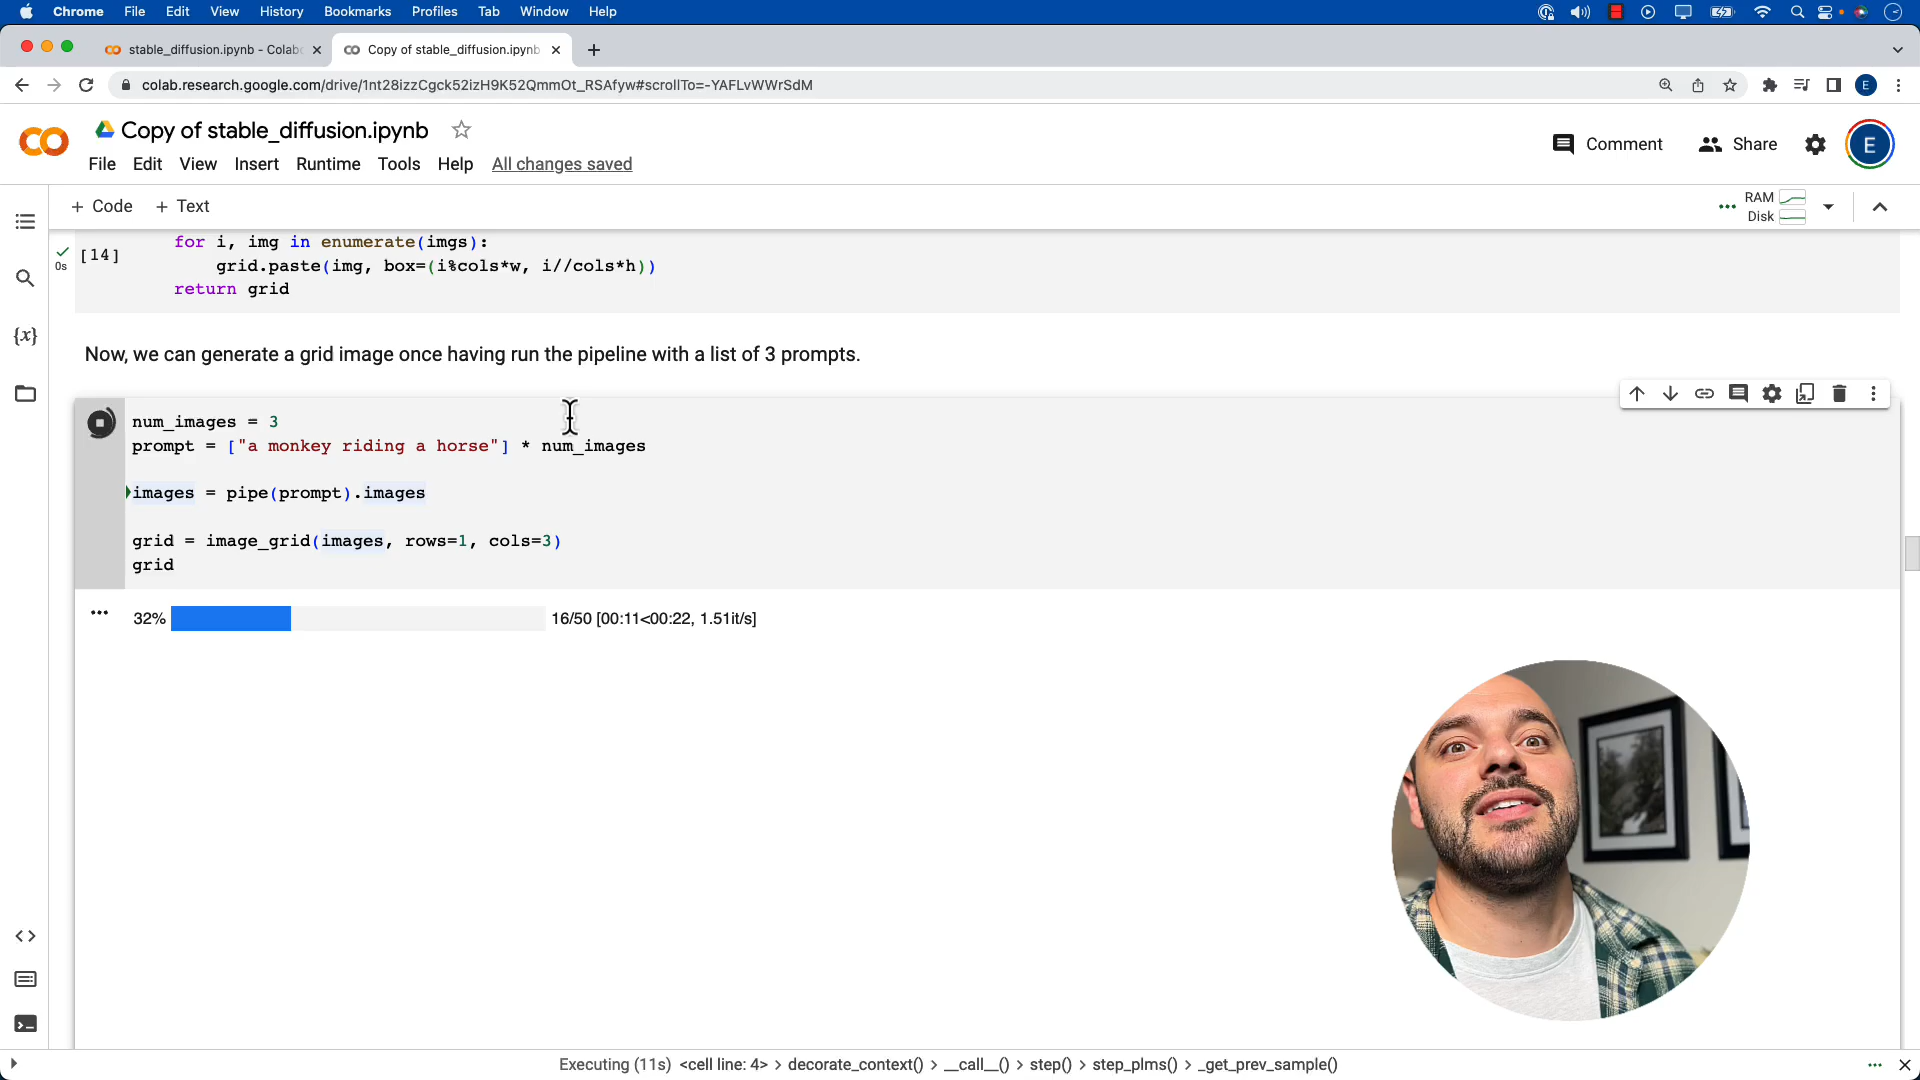 Chrome File Edit View History Bookmarks Profiles Tab Window Help
stable_diffusion.ipynb - Colab
Copy of stable_diffusion.ipynb
colab.research.google.com/drive/1nt28izzCgck52izH9K52QmmOt_RSAfyw#scrollTo=-YAFLvWWrSdM
E
Copy of stable_diffusion.ipynb
Comment Share E
File Edit View Insert Runtime Tools Help All changes saved
+ Code + Text
RAM
Disk
for i, img in enumerate(imgs):
0s [14]
grid.paste(img, box=(i%cols*w, i//cols*h))
return grid
{x}
Now, we can generate a grid image once having run the pipeline with a list of 3 prompts.
num_images = 3
prompt = ["a monkey riding a horse"] * num_images
images = pipe(prompt).images
grid = image_grid(images, rows=1, cols=3)
grid
32% 16/50 [00:11<00:22, 1.51it/s]
Executing (11s) <cell line: 4> > decorate_context() > __call__() > step() > step_plms() > _get_prev_sample()